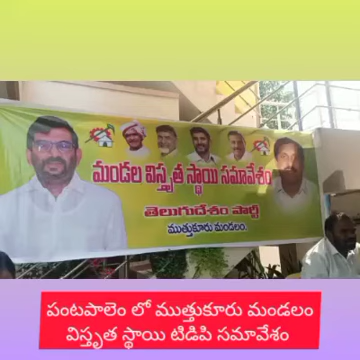 మండల విస్తృత స్థాయి సమావేశం
తెలుగుదేశం పార్టీ
ముత్తుకూరు మండలం.
పంటపాలెం లో ముత్తుకూరు మండలం
విస్తృత స్థాయి టిడిపి సమావేశం